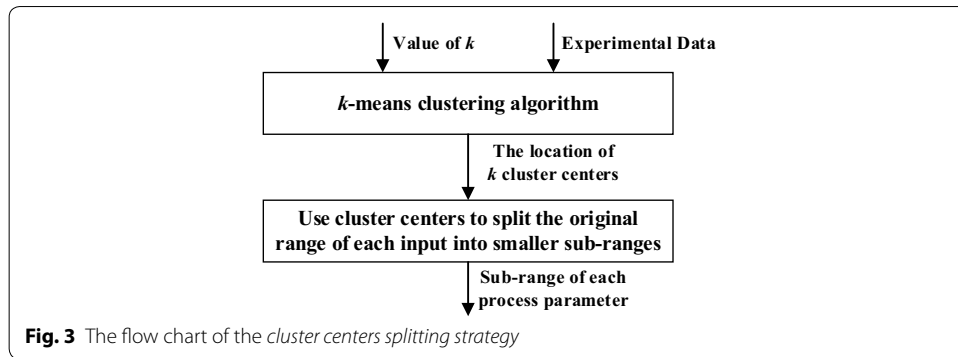 Value of k
Experimental Data
k-means clustering algorithm
The location of
k cluster centers
Use cluster centers to split the original
range of each input into smaller sub-ranges
Sub-range of each
process parameter
Fig. 3 The flow chart of the cluster centers splitting strategy